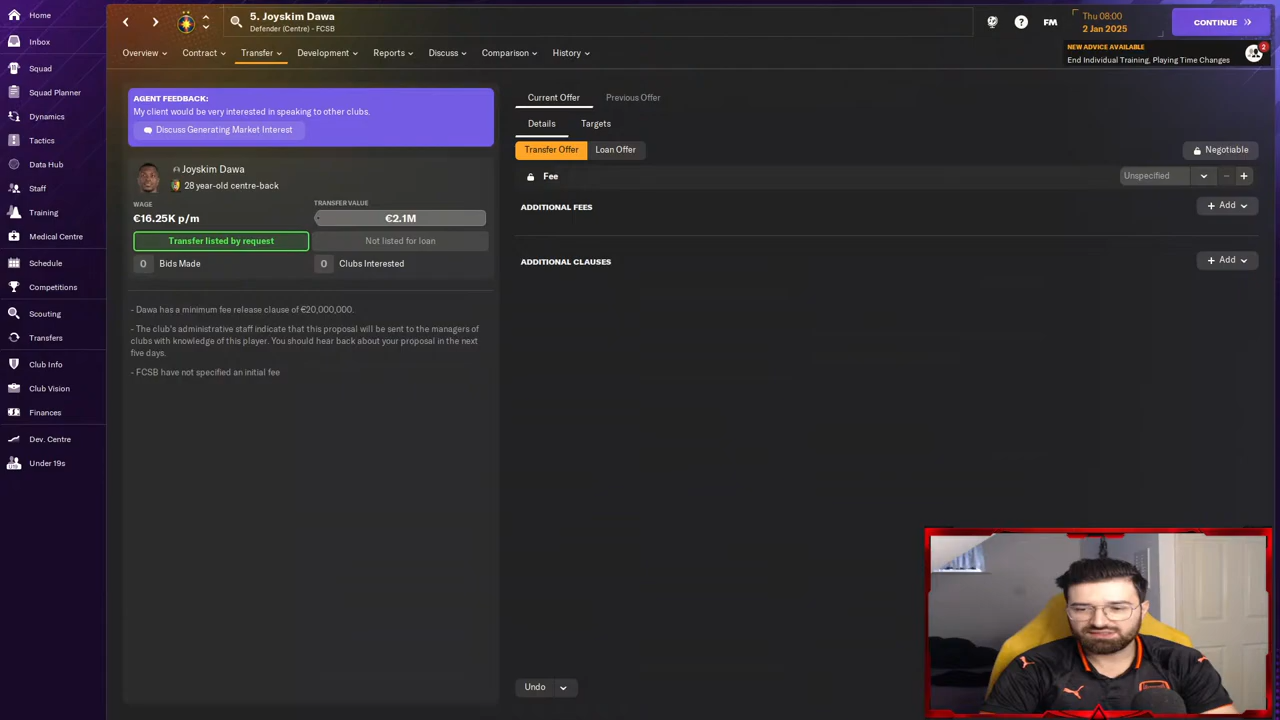 Home
Inbox
Squad
Squad Planner
Dynamics
Tactics
Data Hub
Staff
Training
Medical Centre
Schedule
Competitions
Scouting
Transfers
Club Info
Club Vision
Finances
Dev. Centre
Under 19s
5. Joyskim Dawa
Defender (Centre) - FCSB
FM
Thu 08:00
2 Jan 2025
CONTINUE
Overview
Contract
Transfer
Development
Reports
Discuss
Comparison
History
NEW ADVICE AVAILABLE
End Individual Training, Playing Time Changes
2
AGENT FEEDBACK:
My client would be very interested in speaking to other clubs.
Discuss Generating Market Interest
Joyskim Dawa
28 year-old centre-back
WAGE
€16.25K p/m
TRANSFER VALUE
€2.1M
Transfer listed by request
Not listed for loan
0 Bids Made
0 Clubs Interested
- Dawa has a minimum fee release clause of €20,000,000.
- The club's administrative staff indicate that this proposal will be sent to the managers of
clubs with knowledge of this player. You should hear back about your proposal in the next
five days.
- FCSB have not specified an initial fee
Current Offer
Previous Offer
Details
Targets
Transfer Offer
Loan Offer
Negotiable
Fee
Unspecified
ADDITIONAL FEES
+ Add
ADDITIONAL CLAUSES
+ Add
Undo